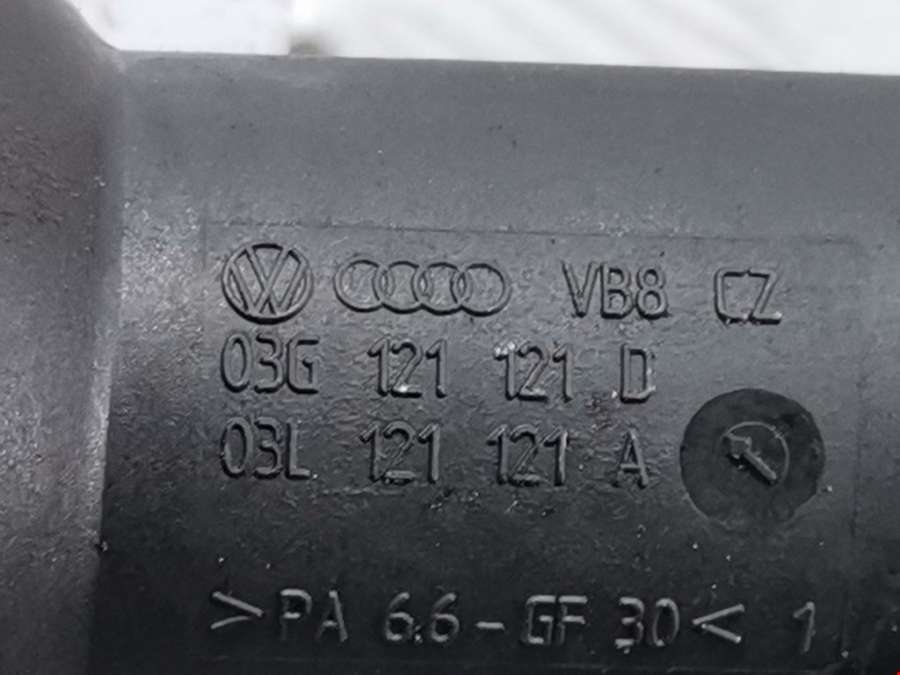 VB8 CZ
03G 121 121 D
03L 121 121 A
>PA 6.6-GF 30< 1